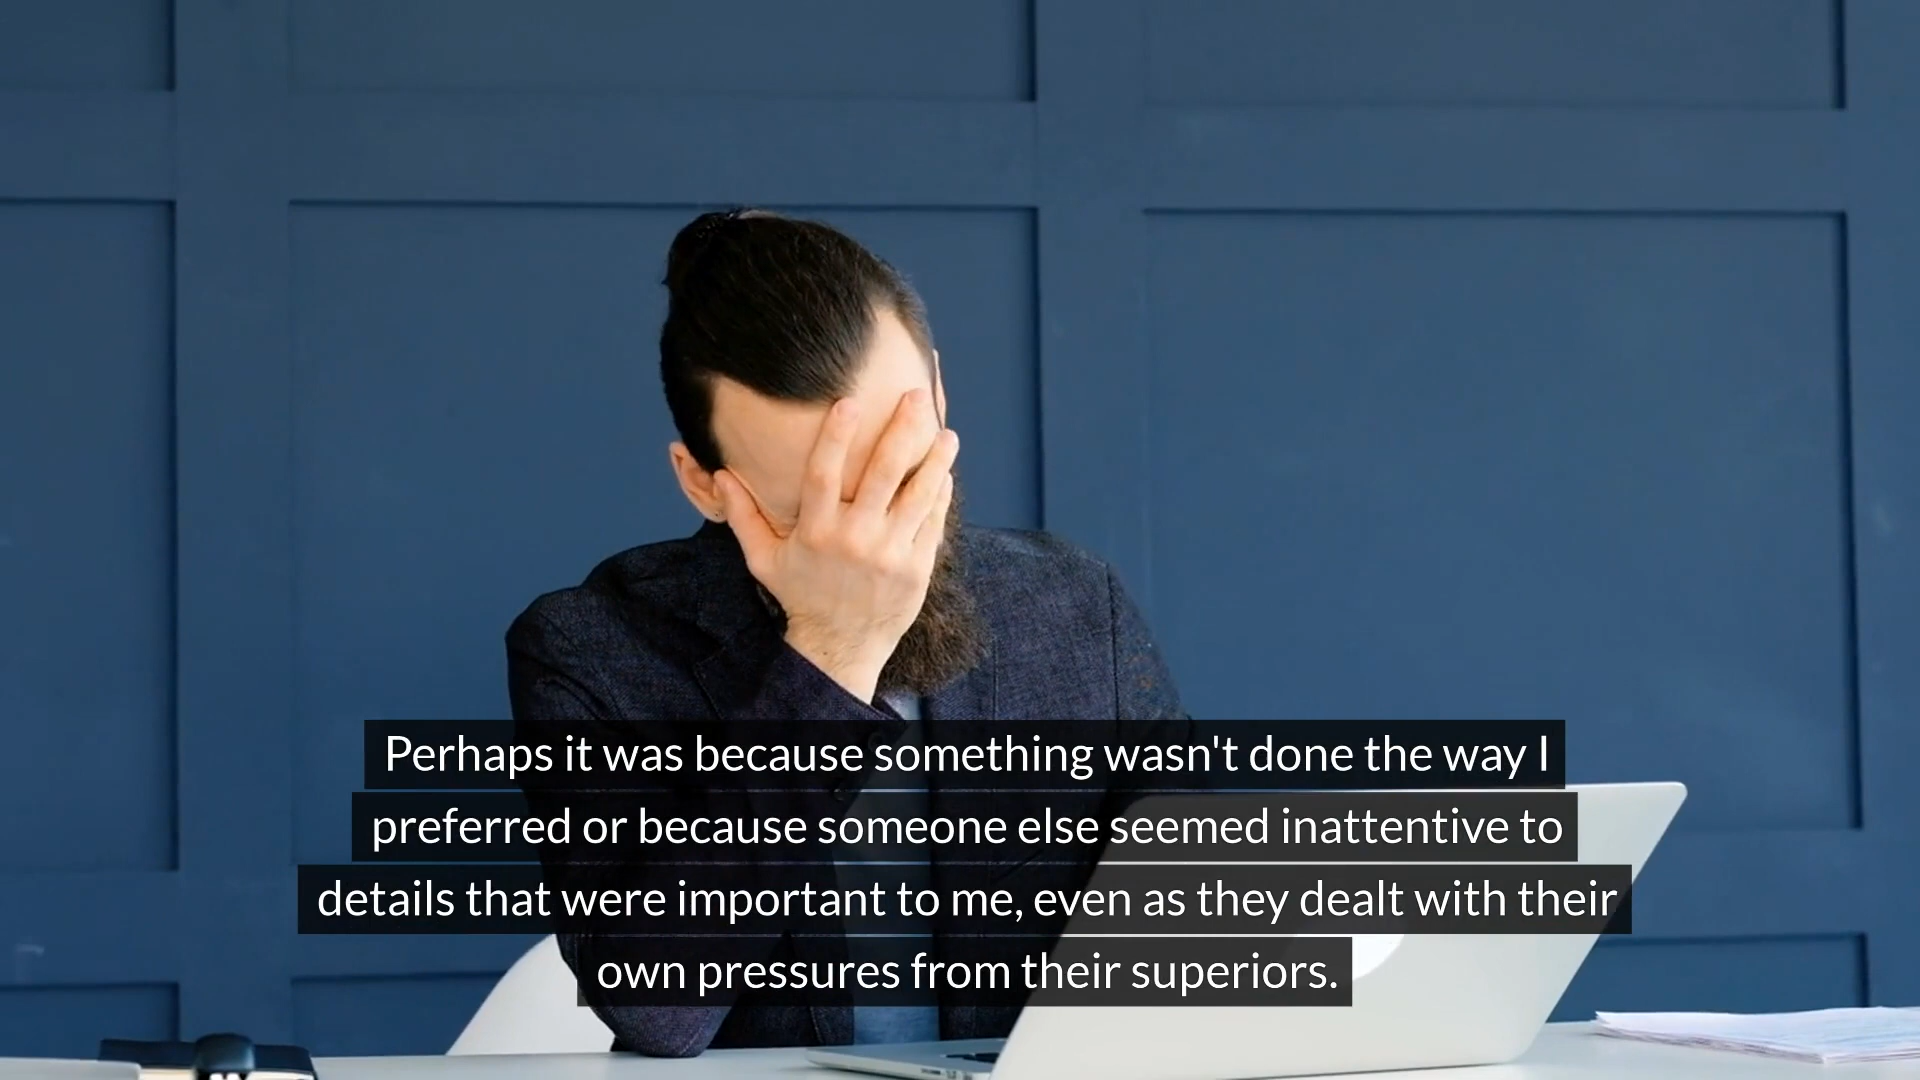 Perhaps it was because something wasn't done the way I
preferred or because someone else seemed inattentive to
details that were important to me, even as they dealt with their
own pressures from their superiors.